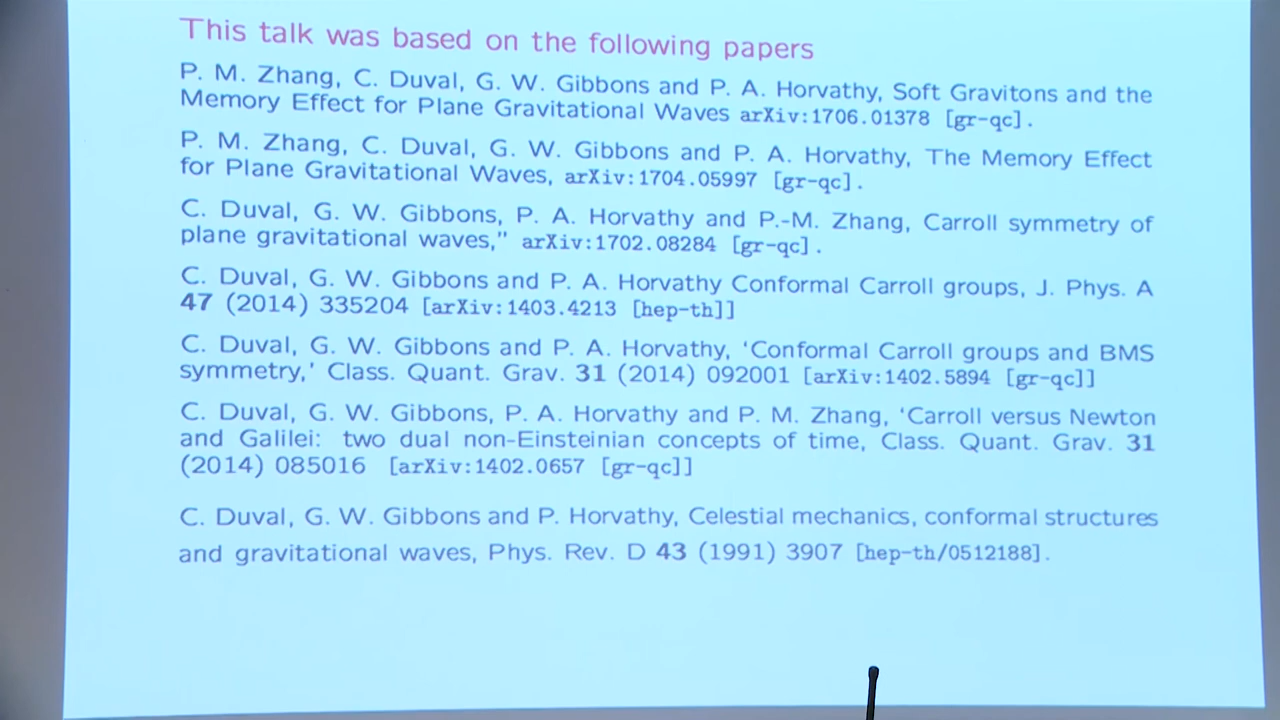 This talk was based on the following papers
P. M. Zhang, C. Duval, G. W. Gibbons and P. A. Horvathy, Soft Gravitons and the
Memory Effect for Plane Gravitational Waves arXiv:1706.01378 [gr-qc].
P. M. Zhang, C. Duval, G. W. Gibbons and P. A. Horvathy, The Memory Effect
for Plane Gravitational Waves, arXiv:1704.05997 [gr-qc].
C. Duval, G. W. Gibbons, P. A. Horvathy and P.-M. Zhang, Carroll symmetry of
plane gravitational waves," arXiv:1702.08284 [gr-qc].
C. Duval, G. W. Gibbons and P. A. Horvathy Conformal Carroll groups, J. Phys. A
47 (2014) 335204 [arXiv:1403.4213 [hep-th]]
C. Duval, G. W. Gibbons and P. A. Horvathy, ‘Conformal Carroll groups and BMS
symmetry,’ Class. Quant. Grav. 31 (2014) 092001 [arXiv:1402.5894 [gr-qc]]
C. Duval, G. W. Gibbons, P. A. Horvathy and P. M. Zhang, ‘Carroll versus Newton
and Galilei: two dual non-Einsteinian concepts of time, Class. Quant. Grav. 31
(2014) 085016 [arXiv:1402.0657 [gr-qc]]
C. Duval, G. W. Gibbons and P. Horvathy, Celestial mechanics, conformal structures
and gravitational waves, Phys. Rev. D 43 (1991) 3907 [hep-th/0512188].